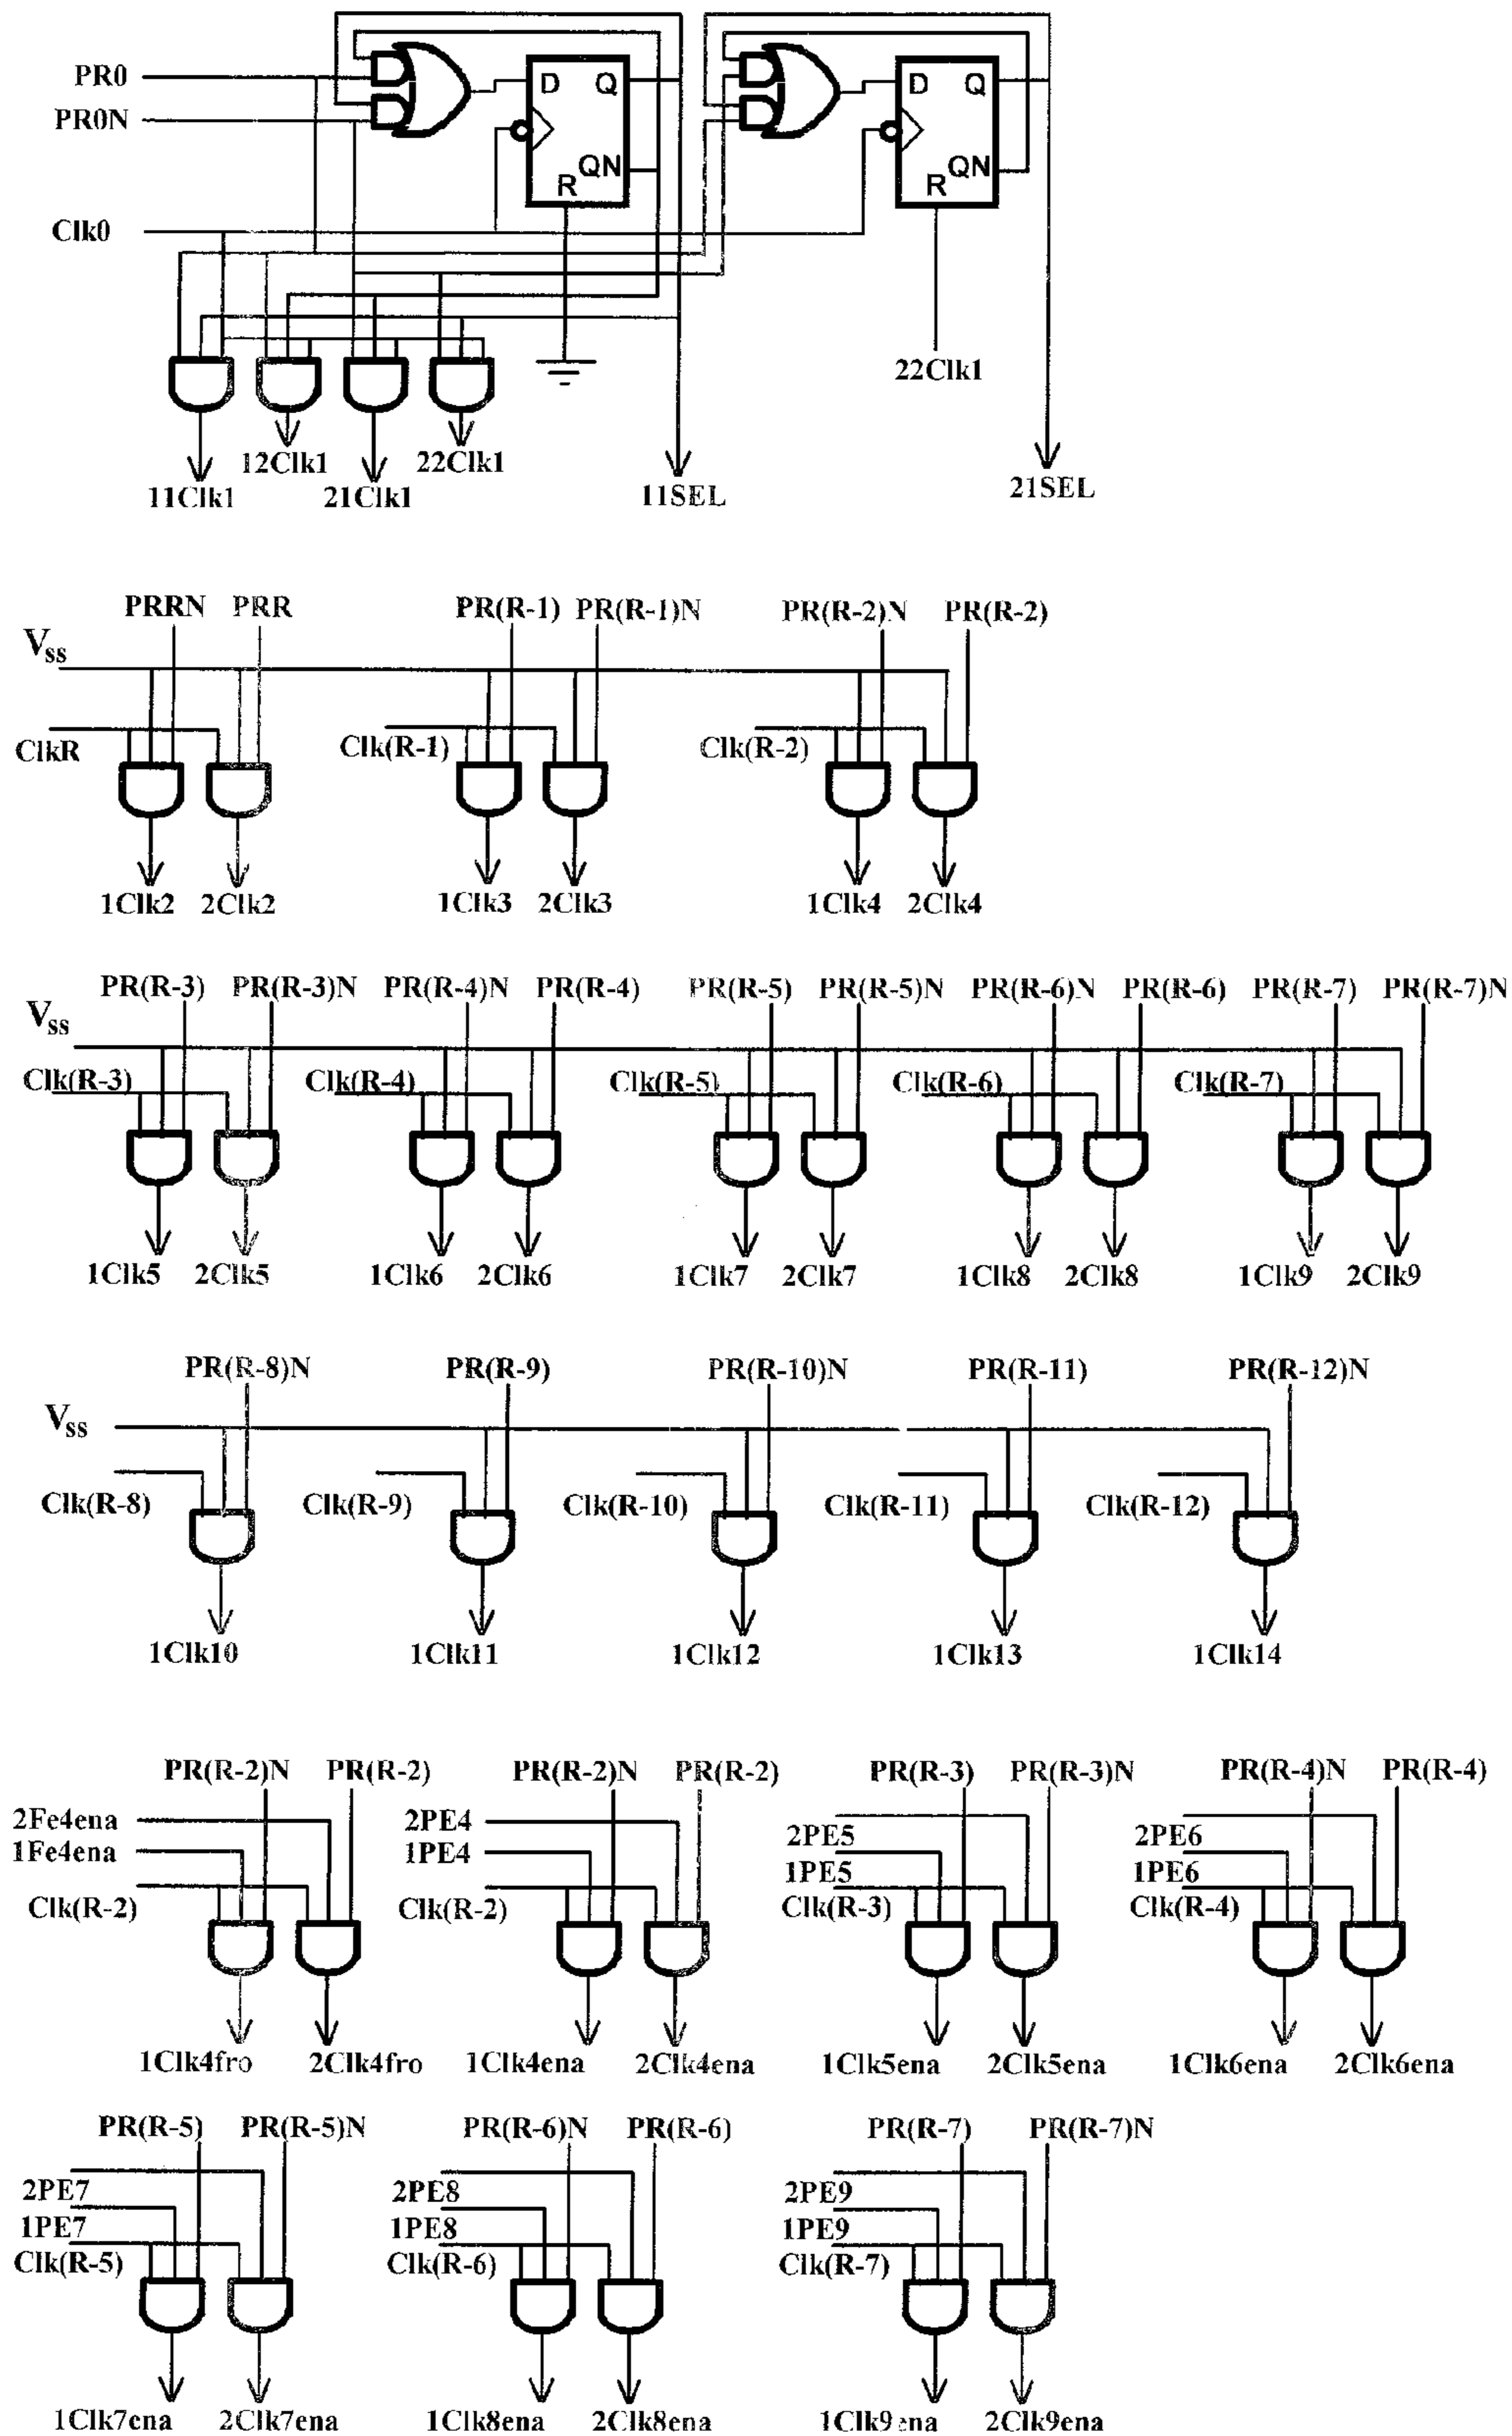 PR0
PR0N
Clk0
D Q
QN
R
D Q
QN
R
22Clk1
12Clk1 22Clk1
11Clk1 21Clk1 11SEL 21SEL
PRRN PRR PR(R-1) PR(R-1)N PR(R-2)N PR(R-2)
Vss
ClkR Clk(R-1) Clk(R-2)
1Clk2 2Clk2 1Clk3 2Clk3 1Clk4 2Clk4
PR(R-3) PR(R-3)N PR(R-4)N PR(R-4) PR(R-5) PR(R-5)N PR(R-6)N PR(R-6) PR(R-7) PR(R-7)N
Vss
Clk(R-3) Clk(R-4) Clk(R-5) Clk(R-6) Clk(R-7)
1Clk5 2Clk5 1Clk6 2Clk6 1Clk7 2Clk7 1Clk8 2Clk8 1Clk9 2Clk9
PR(R-8)N PR(R-9) PR(R-10)N PR(R-11) PR(R-12)N
Vss
Clk(R-8) Clk(R-9) Clk(R-10) Clk(R-11) Clk(R-12)
1Clk10 1Clk11 1Clk12 1Clk13 1Clk14
PR(R-2)N PR(R-2) PR(R-2)N PR(R-2) PR(R-3) PR(R-3)N PR(R-4)N PR(R-4)
2Fe4ena 2PE4 2PE5 2PE6
1Fe4ena 1PE4 1PE5 1PE6
Clk(R-2) Clk(R-2) Clk(R-3) Clk(R-4)
1Clk4fro 2Clk4fro 1Clk4ena 2Clk4ena 1Clk5ena 2Clk5ena 1Clk6ena 2Clk6ena
PR(R-5) PR(R-5)N PR(R-6)N PR(R-6) PR(R-7) PR(R-7)N
2PE7 2PE8 2PE9
1PE7 1PE8 1PE9
Clk(R-5) Clk(R-6) Clk(R-7)
1Clk7ena 2Clk7ena 1Clk8ena 2Clk8ena 1Clk9ena 2Clk9ena